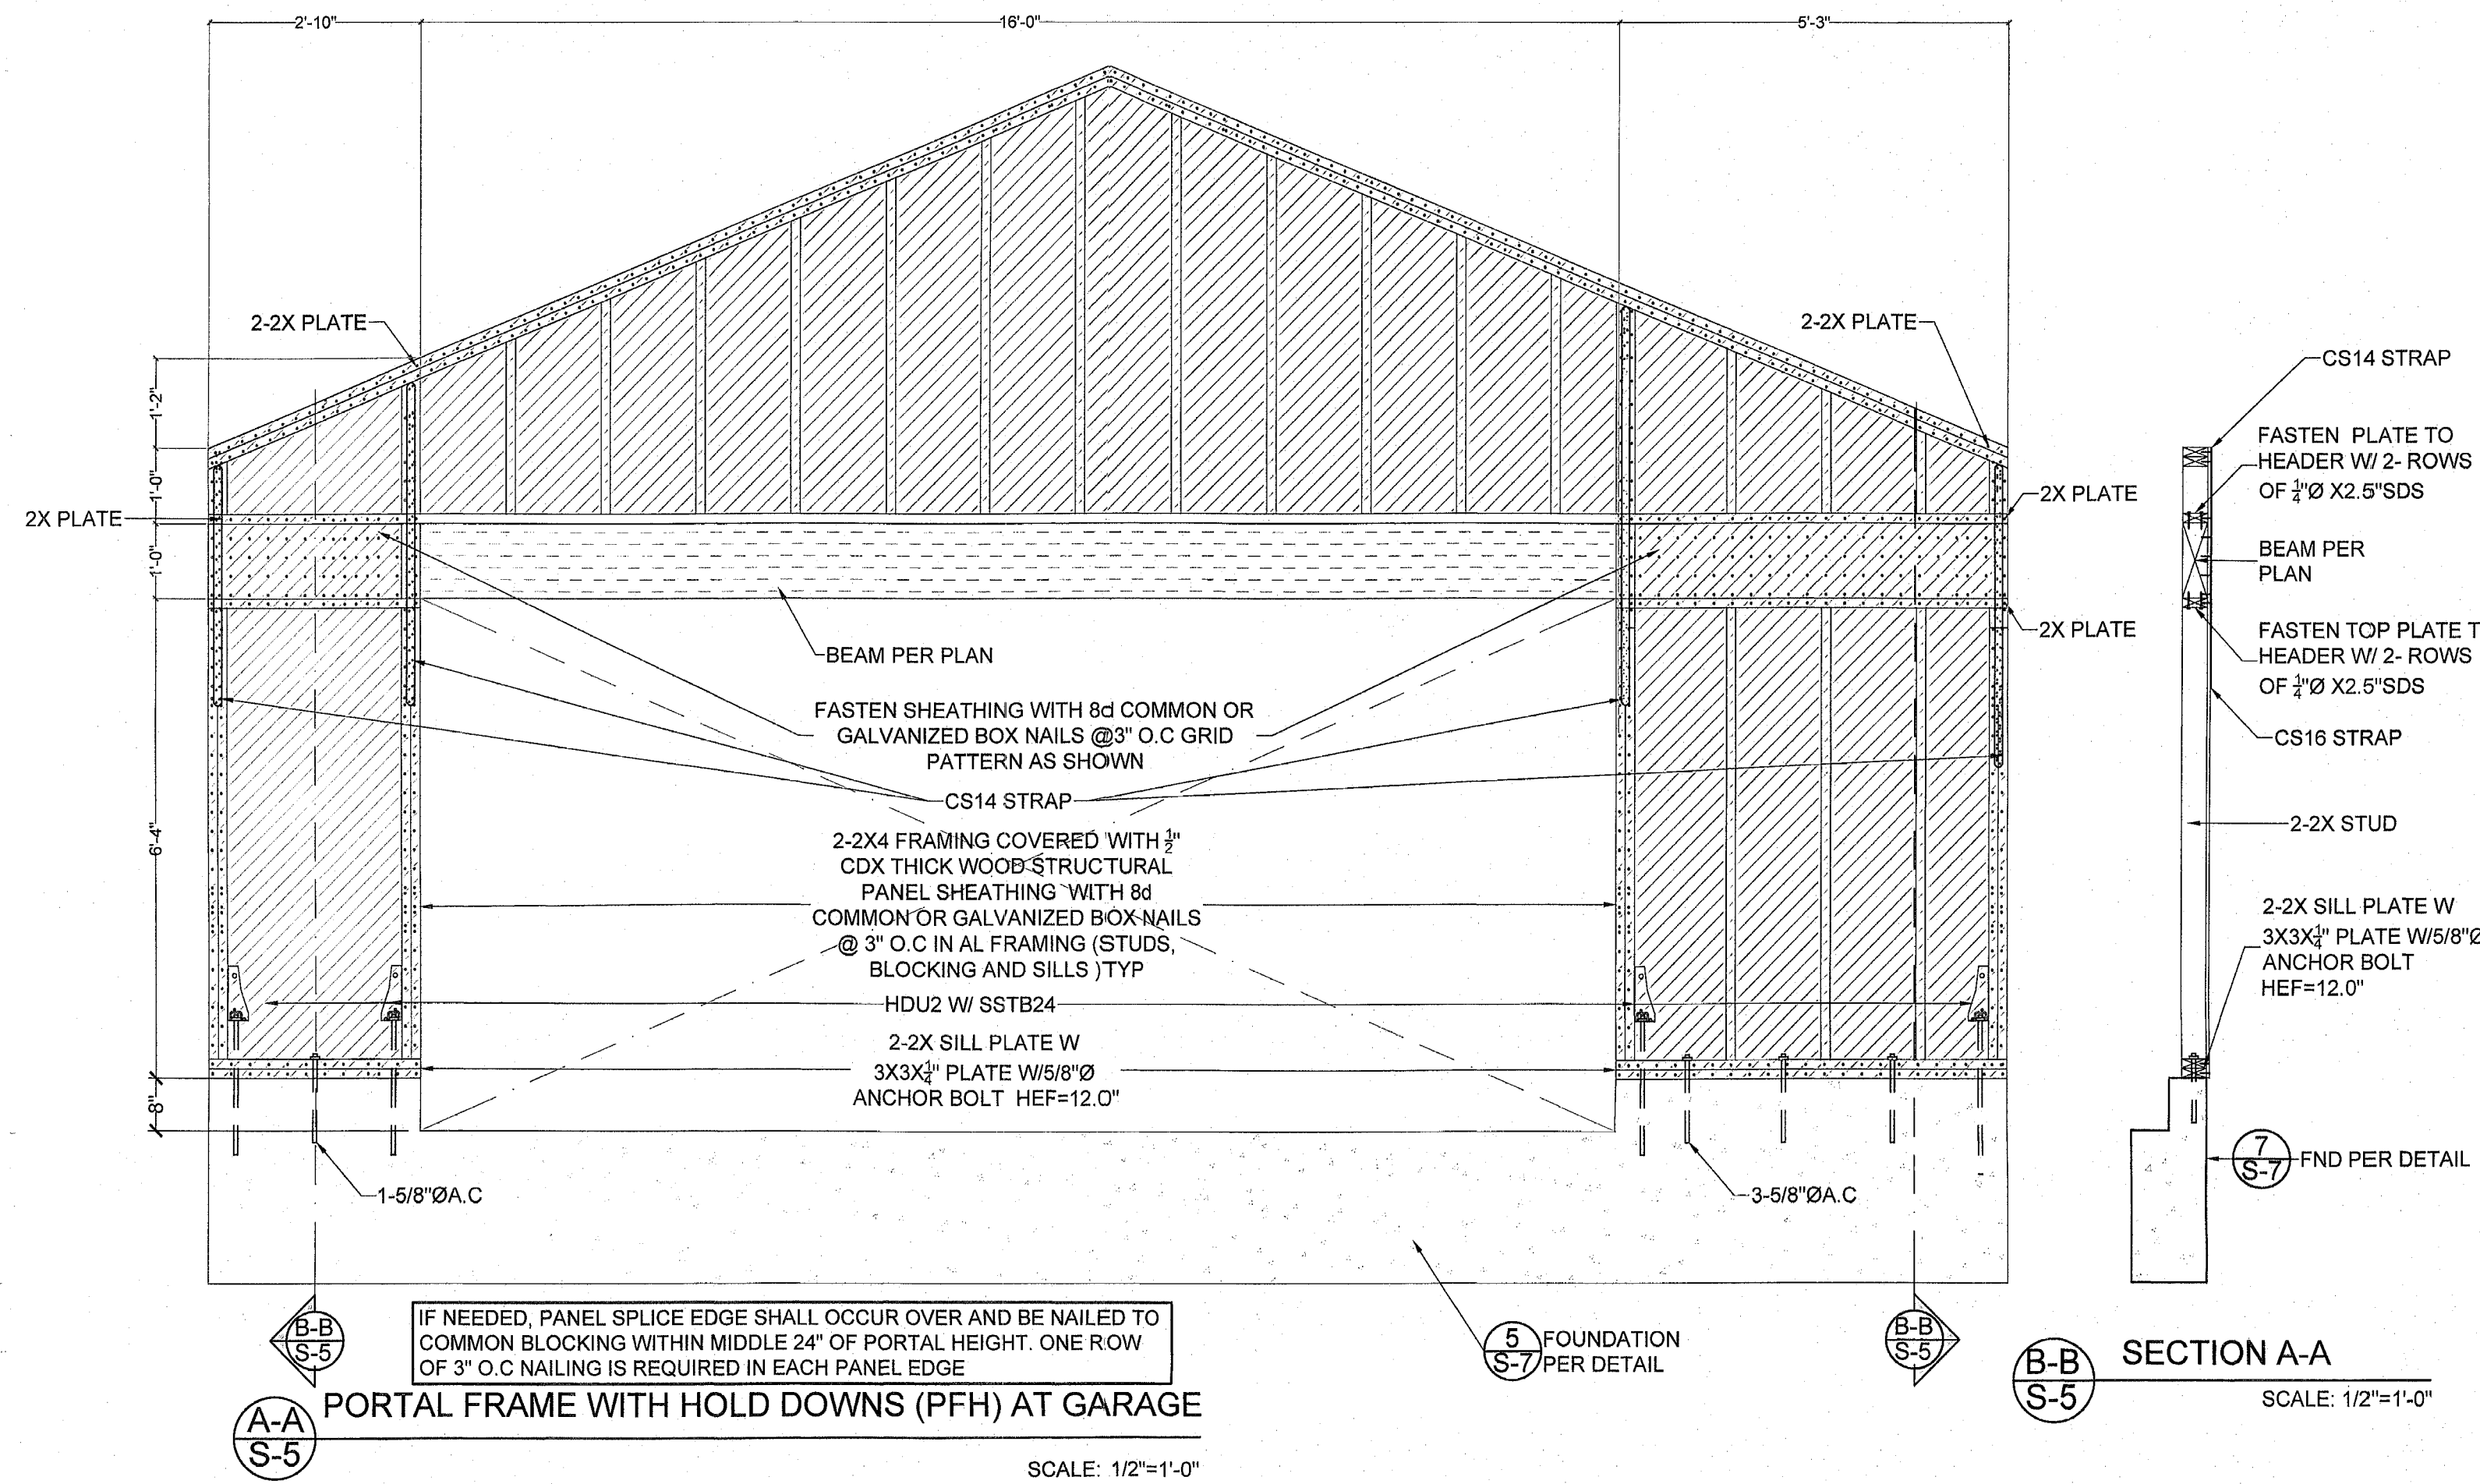 2'-10"
16'-0"
5'-3"
2-2X PLATE
2-2X PLATE
1'-2"
1'-0"
1'-0"
6'-4"
8"
2X PLATE
2X PLATE
2X PLATE
BEAM PER PLAN
FASTEN SHEATHING WITH 8d COMMON OR
GALVANIZED BOX NAILS @3" O.C GRID
PATTERN AS SHOWN
CS14 STRAP
2-2X4 FRAMING COVERED WITH 1/2"
CDX THICK WOOD STRUCTURAL
PANEL SHEATHING WITH 8d
COMMON OR GALVANIZED BOX NAILS
@ 3" O.C IN AL FRAMING (STUDS,
BLOCKING AND SILLS )TYP
HDU2 W/ SSTB24
2-2X SILL PLATE W
3X3X1/4" PLATE W/5/8"Ø
ANCHOR BOLT HEF=12.0"
1-5/8"ØA.C
3-5/8"ØA.C
CS14 STRAP
FASTEN PLATE TO
HEADER W/ 2- ROWS
OF 1/4"Ø X2.5"SDS
BEAM PER
PLAN
FASTEN TOP PLATE T
HEADER W/ 2- ROWS
OF 1/4"Ø X2.5"SDS
CS16 STRAP
2-2X STUD
2-2X SILL PLATE W
3X3X1/4" PLATE W/5/8"Ø
ANCHOR BOLT
HEF=12.0"
7
S-7
FND PER DETAIL
B-B
S-5
IF NEEDED, PANEL SPLICE EDGE SHALL OCCUR OVER AND BE NAILED TO
COMMON BLOCKING WITHIN MIDDLE 24" OF PORTAL HEIGHT. ONE ROW
OF 3" O.C NAILING IS REQUIRED IN EACH PANEL EDGE
5
S-7
FOUNDATION
PER DETAIL
B-B
S-5
A-A
S-5
PORTAL FRAME WITH HOLD DOWNS (PFH) AT GARAGE
SCALE: 1/2"=1'-0"
B-B
S-5
SECTION A-A
SCALE: 1/2"=1'-0"